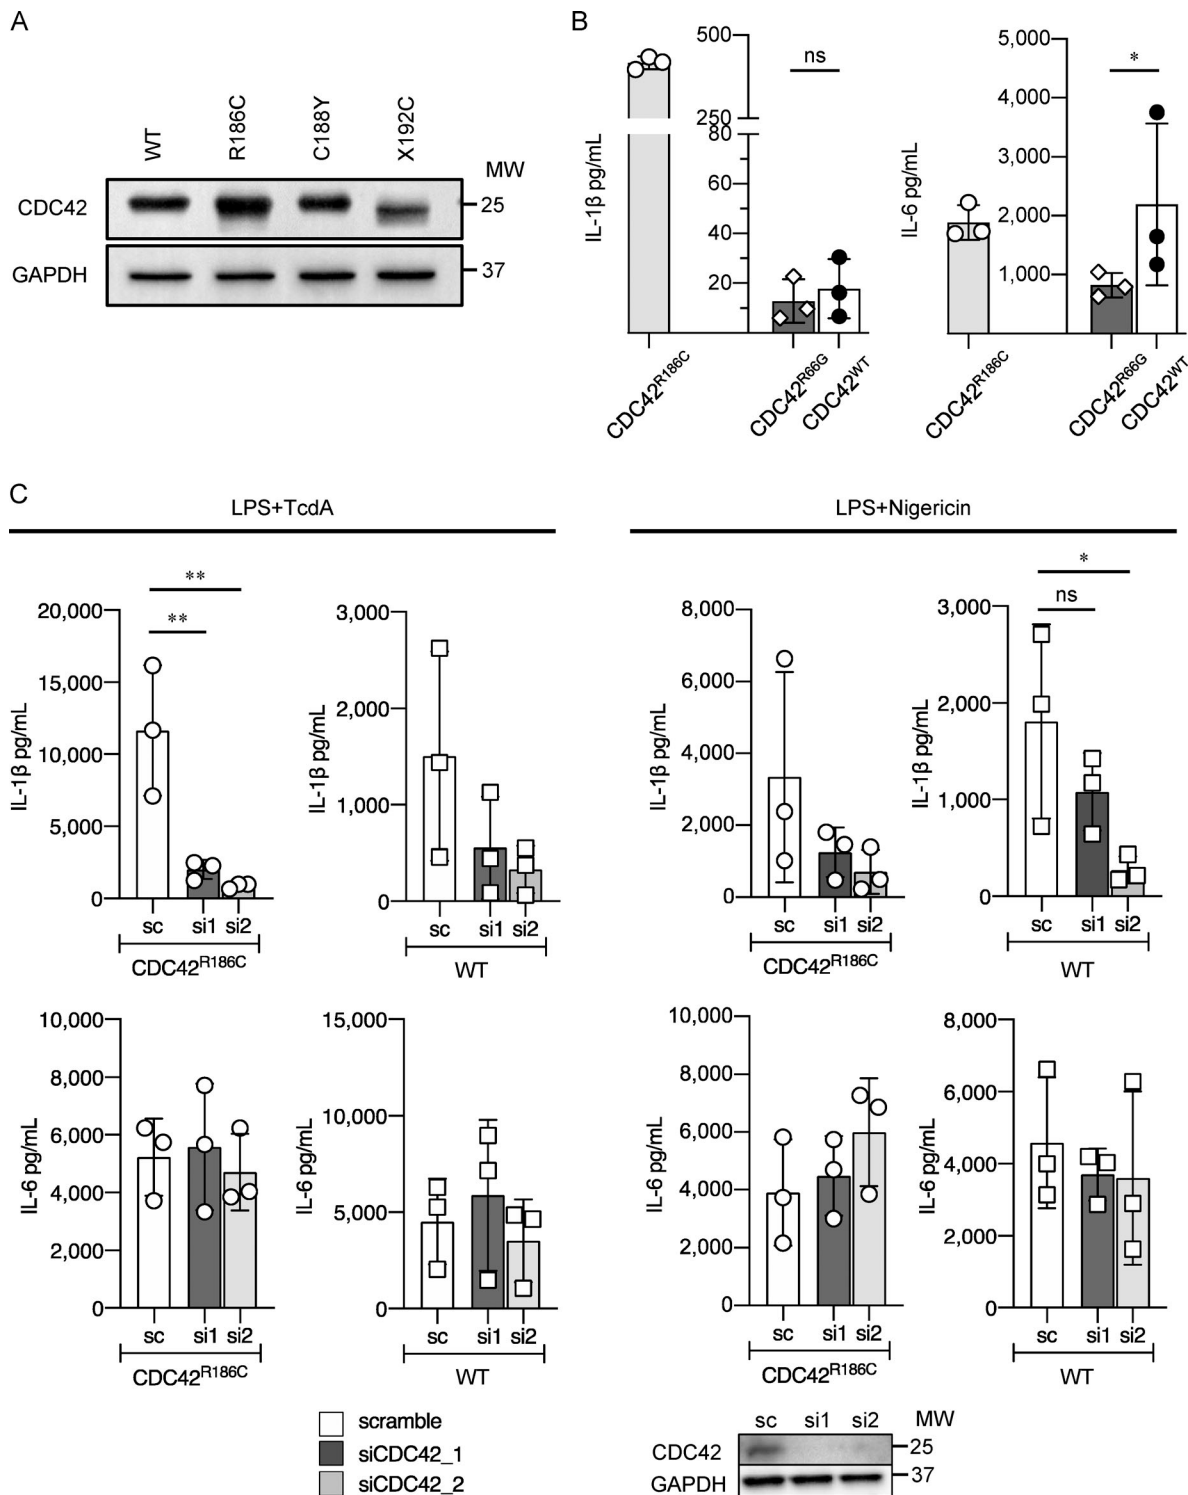 A
WT
R186C
C188Y
X192C
MW
CDC42
25
GAPDH
37
B
IL-1β pg/mL
500
250
80
60
40
20
ns
CDC42R186C
CDC42R66G
CDC42WT
IL-6 pg/mL
5,000
4,000
3,000
2,000
1,000
*
CDC42R186C
CDC42R66G
CDC42WT
C
LPS+TcdA
LPS+Nigericin
IL-1β pg/mL
20,000
15,000
10,000
5,000
0
**
**
sc si1 si2
CDC42R186C
IL-1β pg/mL
3,000
2,000
1,000
0
sc si1 si2
WT
IL-1β pg/mL
8,000
6,000
4,000
2,000
0
sc si1 si2
CDC42R186C
IL-1β pg/mL
3,000
2,000
1,000
0
*
ns
sc si1 si2
WT
IL-6 pg/mL
10,000
8,000
6,000
4,000
2,000
0
sc si1 si2
CDC42R186C
IL-6 pg/mL
15,000
10,000
5,000
0
sc si1 si2
WT
IL-6 pg/mL
10,000
8,000
6,000
4,000
2,000
0
sc si1 si2
CDC42R186C
IL-6 pg/mL
8,000
6,000
4,000
2,000
0
sc si1 si2
WT
scramble
siCDC42_1
siCDC42_2
sc si1 si2 MW
CDC42
25
GAPDH
37